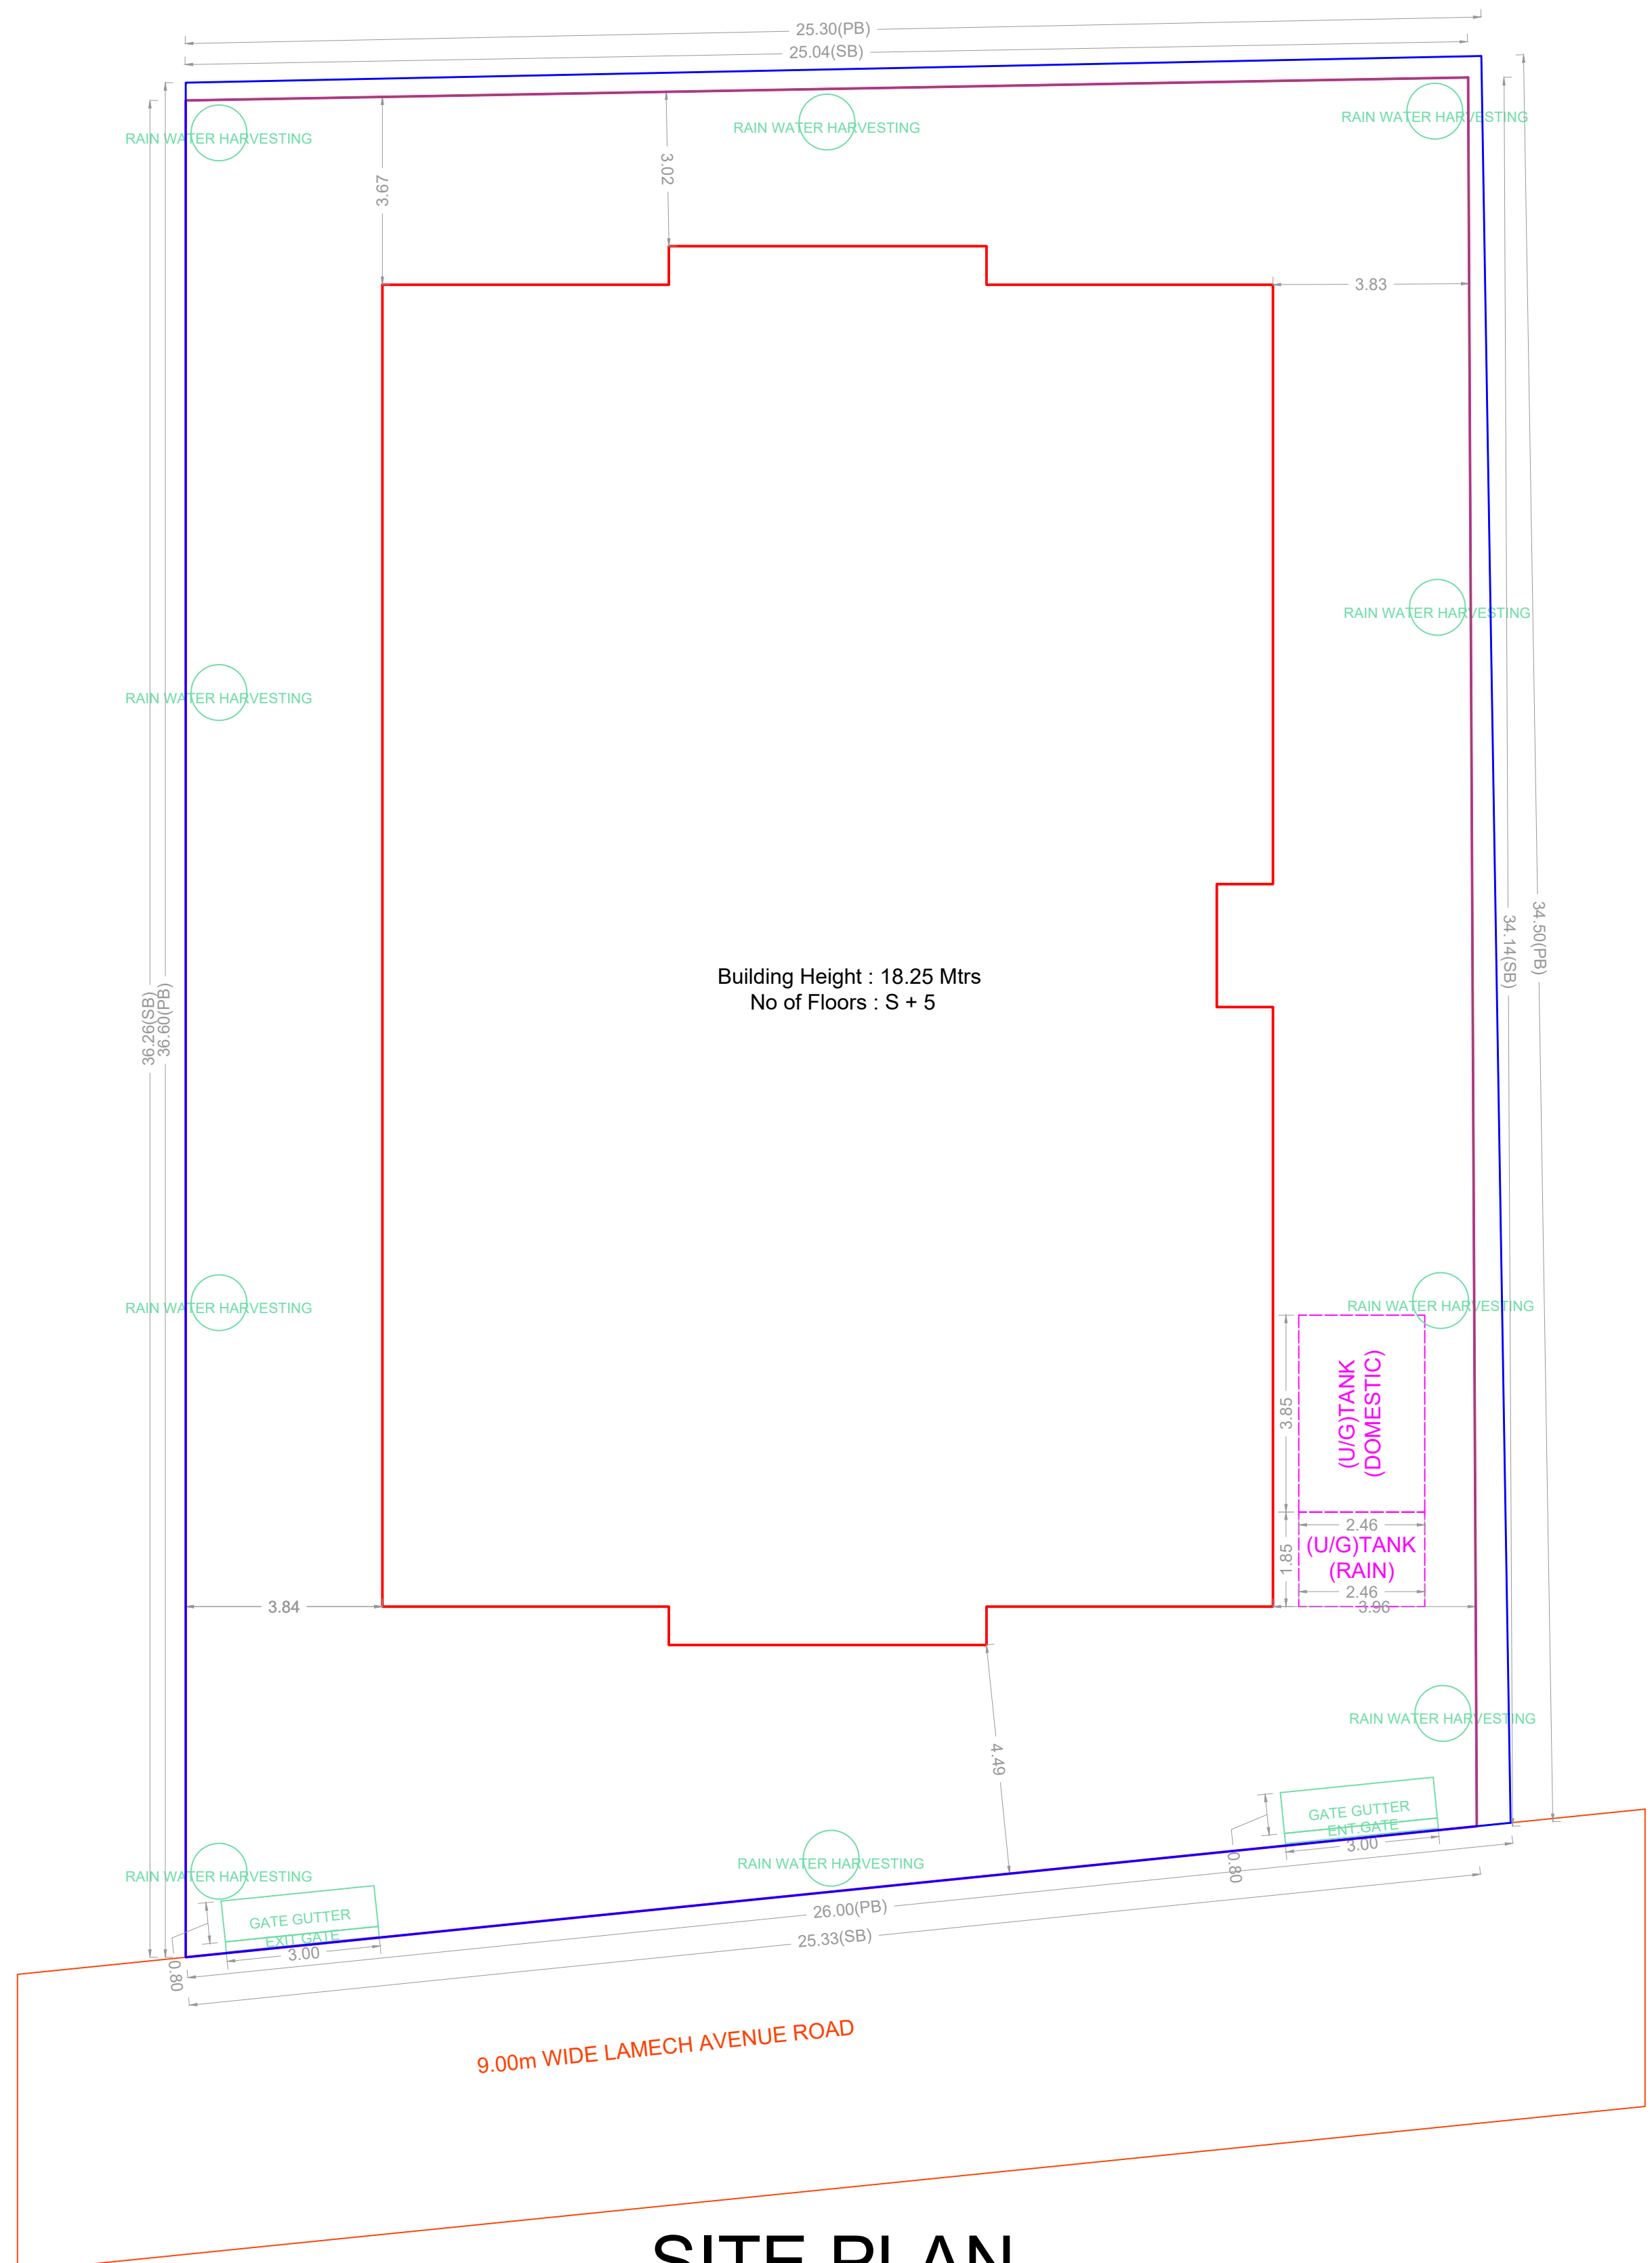 25.30(PB)
25.04(SB)
RAIN WATER HARVESTING
RAIN WATER HARVESTING
RAIN WATER HARVESTING
3.67
3.02
3.83
RAIN WATER HARVESTING
RAIN WATER HARVESTING
36.26(SB)
36.60(PB)
Building Height : 18.25 Mtrs
No of Floors : S + 5
34.14(SB)
34.50(PB)
RAIN WATER HARVESTING
RAIN WATER HARVESTING
3.85
(U/G)TANK
(DOMESTIC)
2.46
1.85
(U/G)TANK
(RAIN)
2.46
3.84
3.96
RAIN WATER HARVESTING
4.49
GATE GUTTER
ENT.GATE
3.00
0.80
RAIN WATER HARVESTING
RAIN WATER HARVESTING
GATE GUTTER
EXIT GATE
3.00
0.80
26.00(PB)
25.33(SB)
9.00m WIDE LAMECH AVENUE ROAD
SITE PLAN